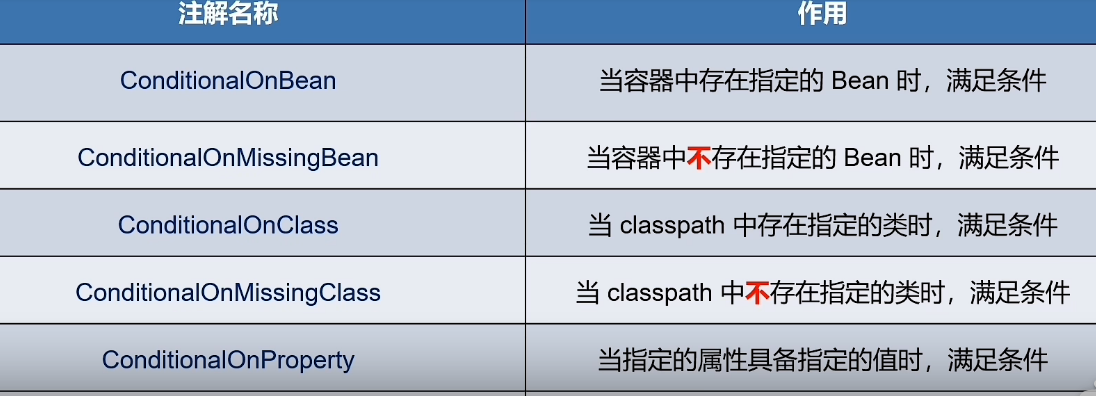 注解名称 作用
ConditionalOnBean 当容器中存在指定的 Bean 时，满足条件
ConditionalOnMissingBean 当容器中不存在指定的 Bean 时，满足条件
ConditionalOnClass 当 classpath 中存在指定的类时，满足条件
ConditionalOnMissingClass 当 classpath 中不存在指定的类时，满足条件
ConditionalOnProperty 当指定的属性具备指定的值时，满足条件